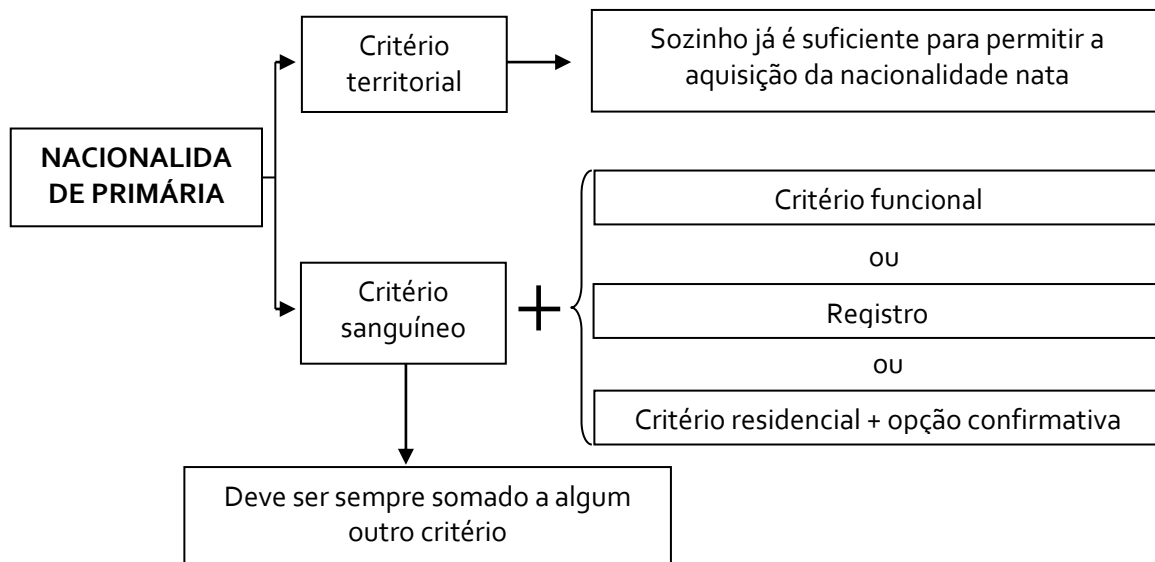 Critério
territorial
Sozinho já é suficiente para permitir a
aquisição da nacionalidade nata
NACIONALIDA
DE PRIMÁRIA
Critério
sanguíneo
+
Critério funcional
ou
Registro
ou
Critério residencial + opção confirmativa
Deve ser sempre somado a algum
outro critério